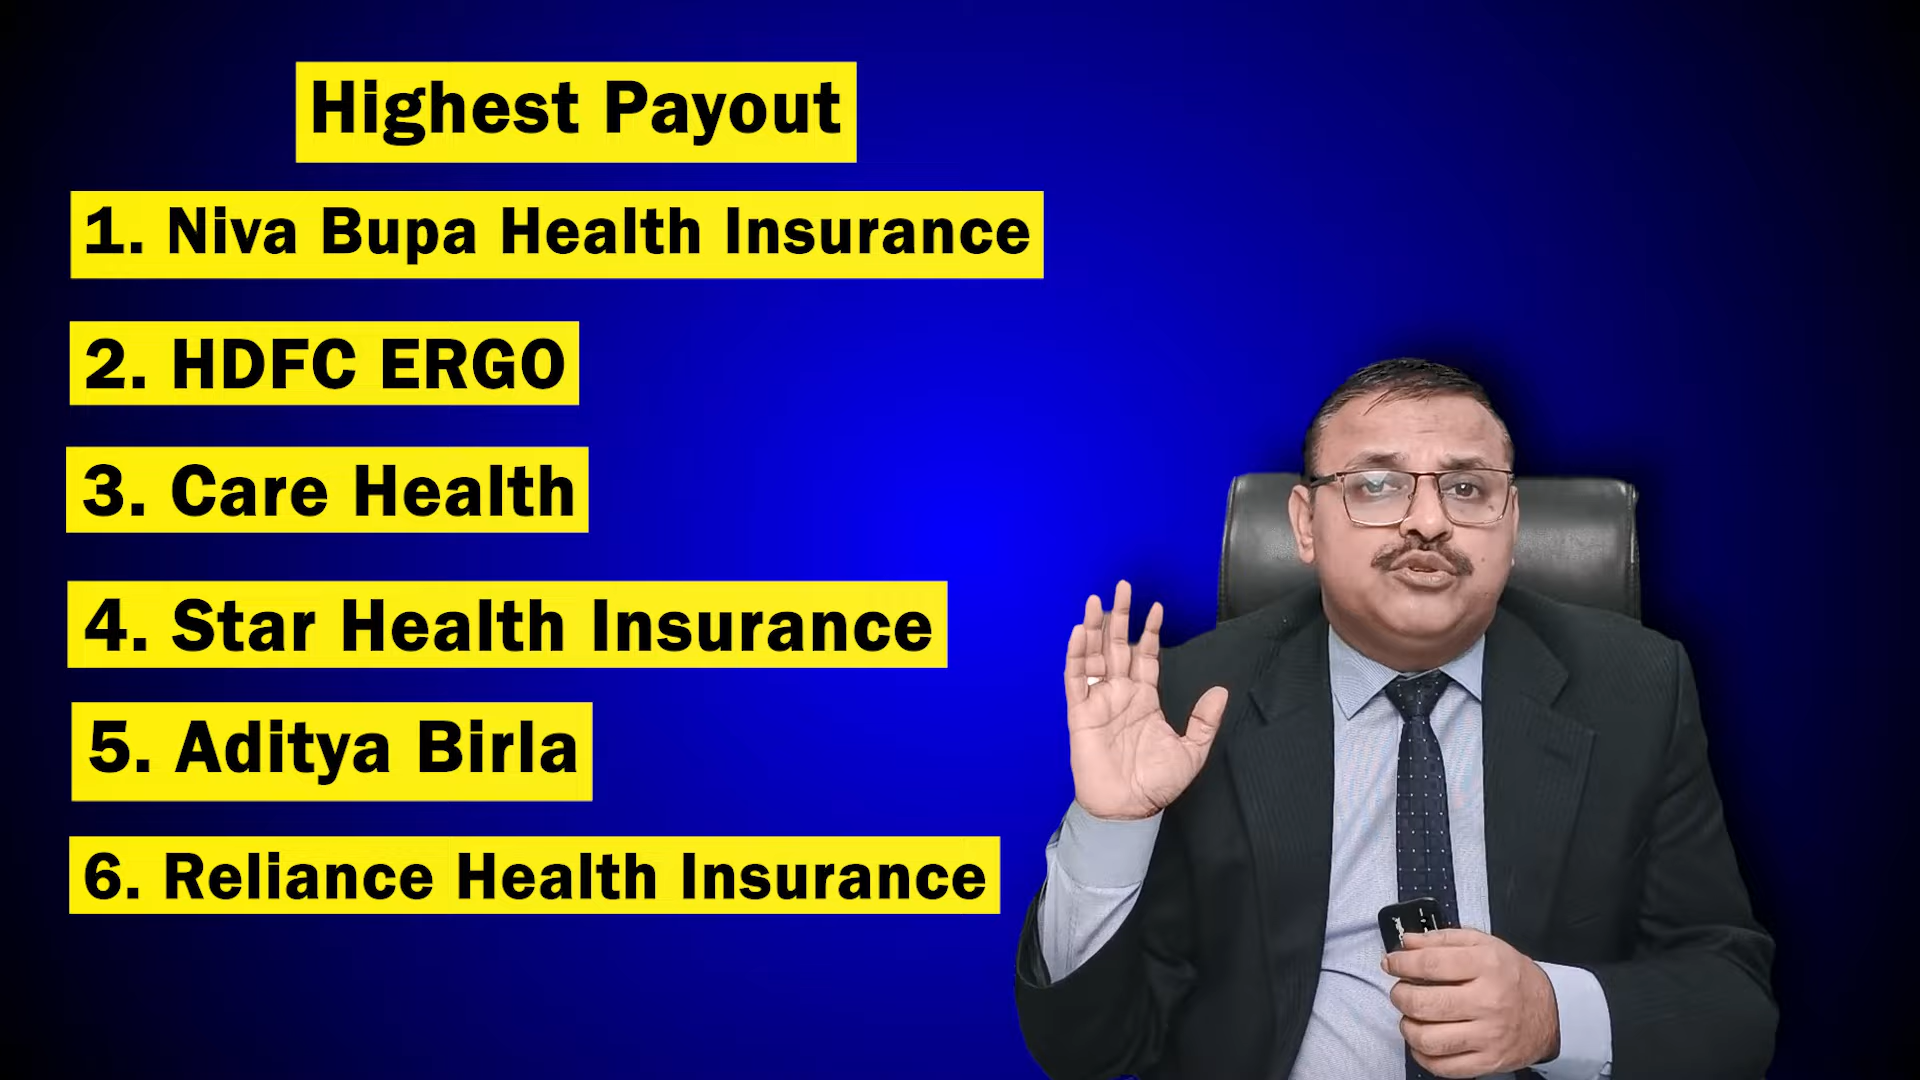 Highest Payout
1. Niva Bupa Health Insurance
2. HDFC ERGO
3. Care Health
4. Star Health Insurance
5. Aditya Birla
6. Reliance Health Insurance